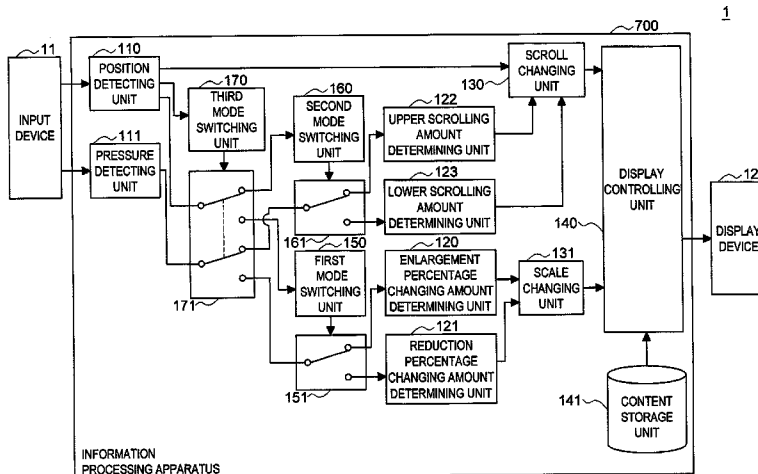 1
700
11
INPUT
DEVICE
110
POSITION
DETECTING
UNIT
111
PRESSURE
DETECTING
UNIT
170
THIRD
MODE
SWITCHING
UNIT
171
160
SECOND
MODE
SWITCHING
UNIT
161
150
FIRST
MODE
SWITCHING
UNIT
151
122
UPPER SCROLLING
AMOUNT
DETERMINING UNIT
123
LOWER SCROLLING
AMOUNT
DETERMINING UNIT
120
ENLARGEMENT
PERCENTAGE
CHANGING AMOUNT
DETERMINING UNIT
121
REDUCTION
PERCENTAGE
CHANGING AMOUNT
DETERMINING UNIT
SCROLL
CHANGING
UNIT
130
131
SCALE
CHANGING
UNIT
DISPLAY
CONTROLLING
UNIT
140
141
CONTENT
STORAGE
UNIT
12
DISPLAY
DEVICE
INFORMATION
PROCESSING APPARATUS